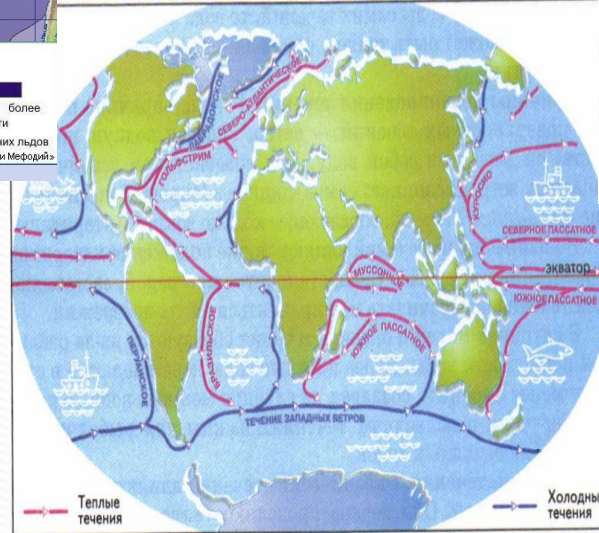 более
ти
них льдов
и Мефодий»
ЛАБРАДОРСКОЕ
СЕВЕРО-АТЛАНТИЧЕСКОЕ
ГОЛЬФСТРИМ
КУРОСИО
СЕВЕРНОЕ ПАССАТНОЕ
экватор
МУССОННОЕ
ЮЖНОЕ ПАССАТНОЕ
ПЕРУАНСКОЕ
БРАЗИЛЬСКОЕ
ЮЖНОЕ ПАССАТНОЕ
ТЕЧЕНИЕ ЗАПАДНЫХ ВЕТРОВ
Теплые
течения
Холодны
течения